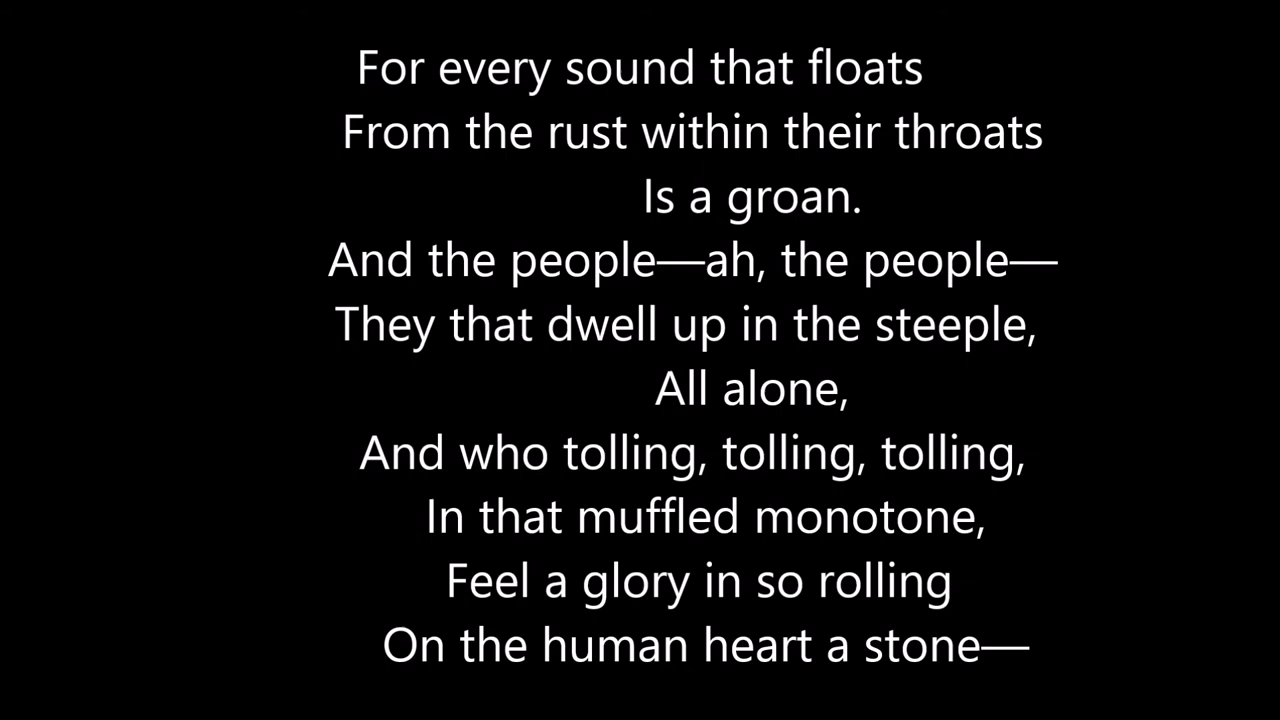 For every sound that floats
From the rust within their throats
Is a groan.
And the people—ah, the people—
They that dwell up in the steeple,
All alone,
And who tolling, tolling, tolling,
In that muffled monotone,
Feel a glory in so rolling
On the human heart a stone—